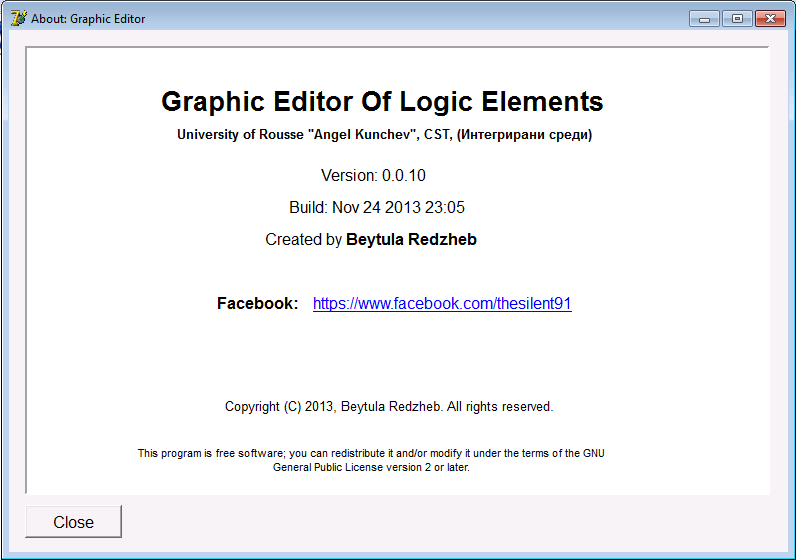 About: Graphic Editor
Graphic Editor Of Logic Elements
University of Rousse "Angel Kunchev", CST, (Интегрирани среди)
Version: 0.0.10
Build: Nov 24 2013 23:05
Created by Beytula Redzheb
Facebook: https://www.facebook.com/thesilent91
Copyright (C) 2013, Beytula Redzheb. All rights reserved.
This program is free software; you can redistribute it and/or modify it under the terms of the GNU
General Public License version 2 or later.
Close